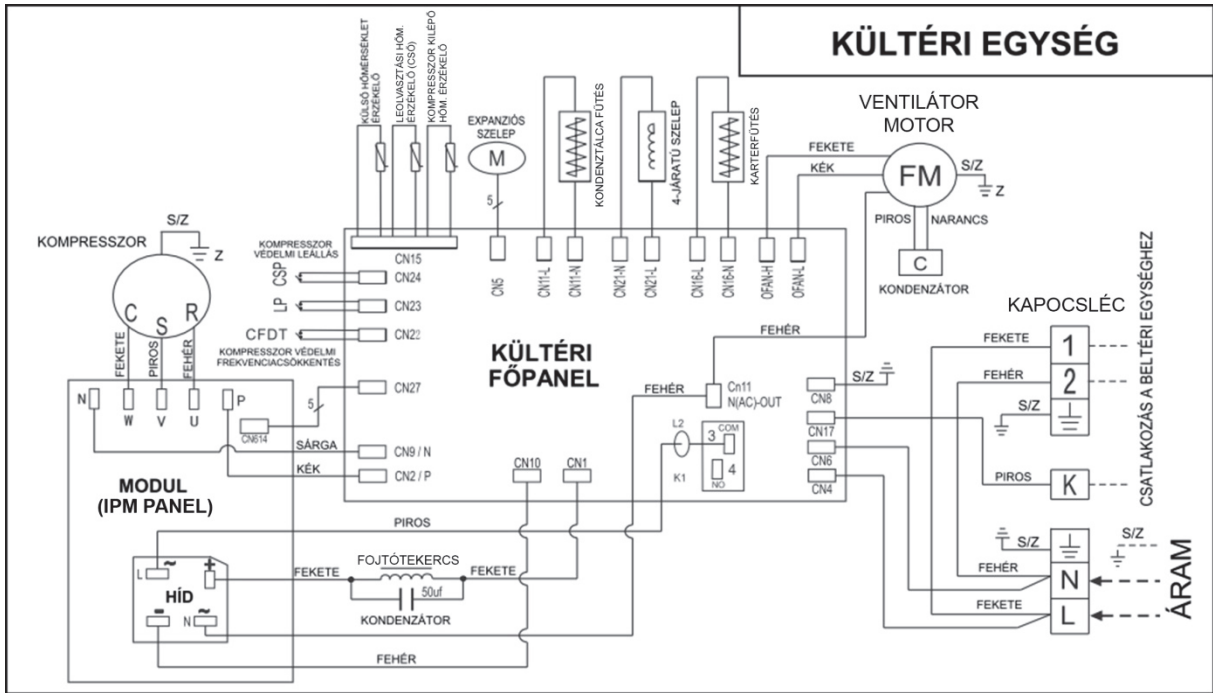 KÜLTÉRI EGYSÉG
KÜLSŐ HŐMÉRSÉKLET
ÉRZÉKELŐ
LEOLVASZTÁSI HŐM.
ÉRZÉKELŐ (CSŐ)
KOMPRESSZOR KILÉPŐ
HŐM. ÉRZÉKELŐ
EXPANZIÓS
SZELEP
M
5
KONDENZTÁLCA FŰTÉS
4-JÁRATÚ SZELEP
KARTERFŰTÉS
VENTILÁTOR
MOTOR
FM
FEKETE
KÉK
S/Z
Z
PIROS
NARANCS
C
KONDENZÁTOR
FEHÉR
KOMPRESSZOR
S/Z
Z
C
S
R
FEKETE
PIROS
FEHÉR
KOMPRESSZOR
VÉDELMI LEÁLLÁS
CSP
LP
CFDT
KOMPRESSZOR VÉDELMI
FREKVENCIACSÖKKENTÉS
CN15
CN24
CN23
CN22
CN27
CN9 / N
CN2 / P
CN5
CN11-L
CN11-N
CN21-N
CN21-L
CN16-L
CN16-N
OFAN-H
OFAN-L
KÜLTÉRI
FŐPANEL
FEHÉR
Cn11
N(AC)-OUT
L2
K1
3
COM
4
NO
CN10
CN1
CN8
CN17
CN6
CN4
S/Z
N
W
V
U
P
5
CN614
SÁRGA
KÉK
MODUL
(IPM PANEL)
PIROS
L
~
+
HÍD
-
N
~
FEKETE
FOJTÓTEKERCS
FEKETE
50uf
KONDENZÁTOR
FEHÉR
KAPOCSLÉC
FEKETE
1
FEHÉR
2
S/Z
PIROS
K
S/Z
S/Z
FEHÉR
N
FEKETE
L
CSATLAKOZÁS A BELTÉRI EGYSÉGHEZ
ÁRAM